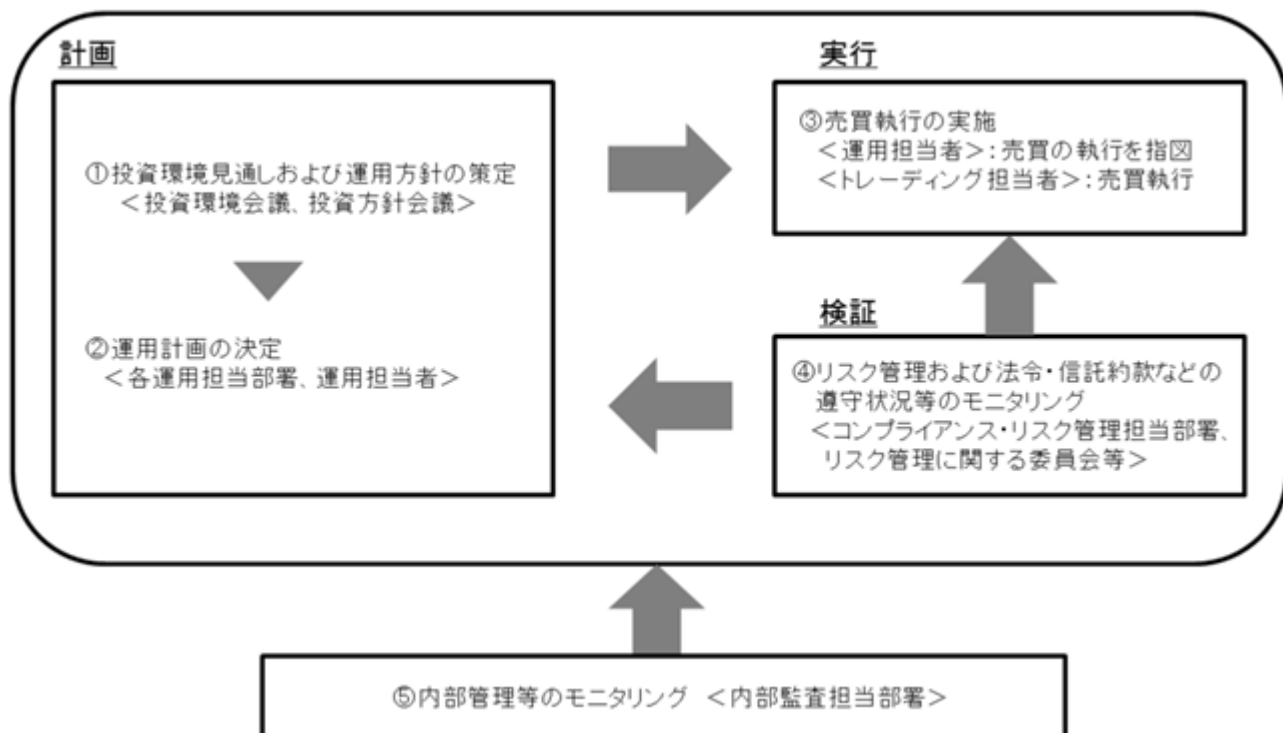 計画
①投資環境見通しおよび運用方針の策定
＜投資環境会議、投資方針会議＞
②運用計画の決定
＜各運用担当部署、運用担当者＞
実行
③売買執行の実施
＜運用担当者＞：売買の執行を指図
＜トレーディング担当者＞：売買執行
検証
④リスク管理および法令・信託約款などの
遵守状況等のモニタリング
＜コンプライアンス・リスク管理担当部署、
リスク管理に関する委員会等＞
⑤内部管理等のモニタリング ＜内部監査担当部署＞